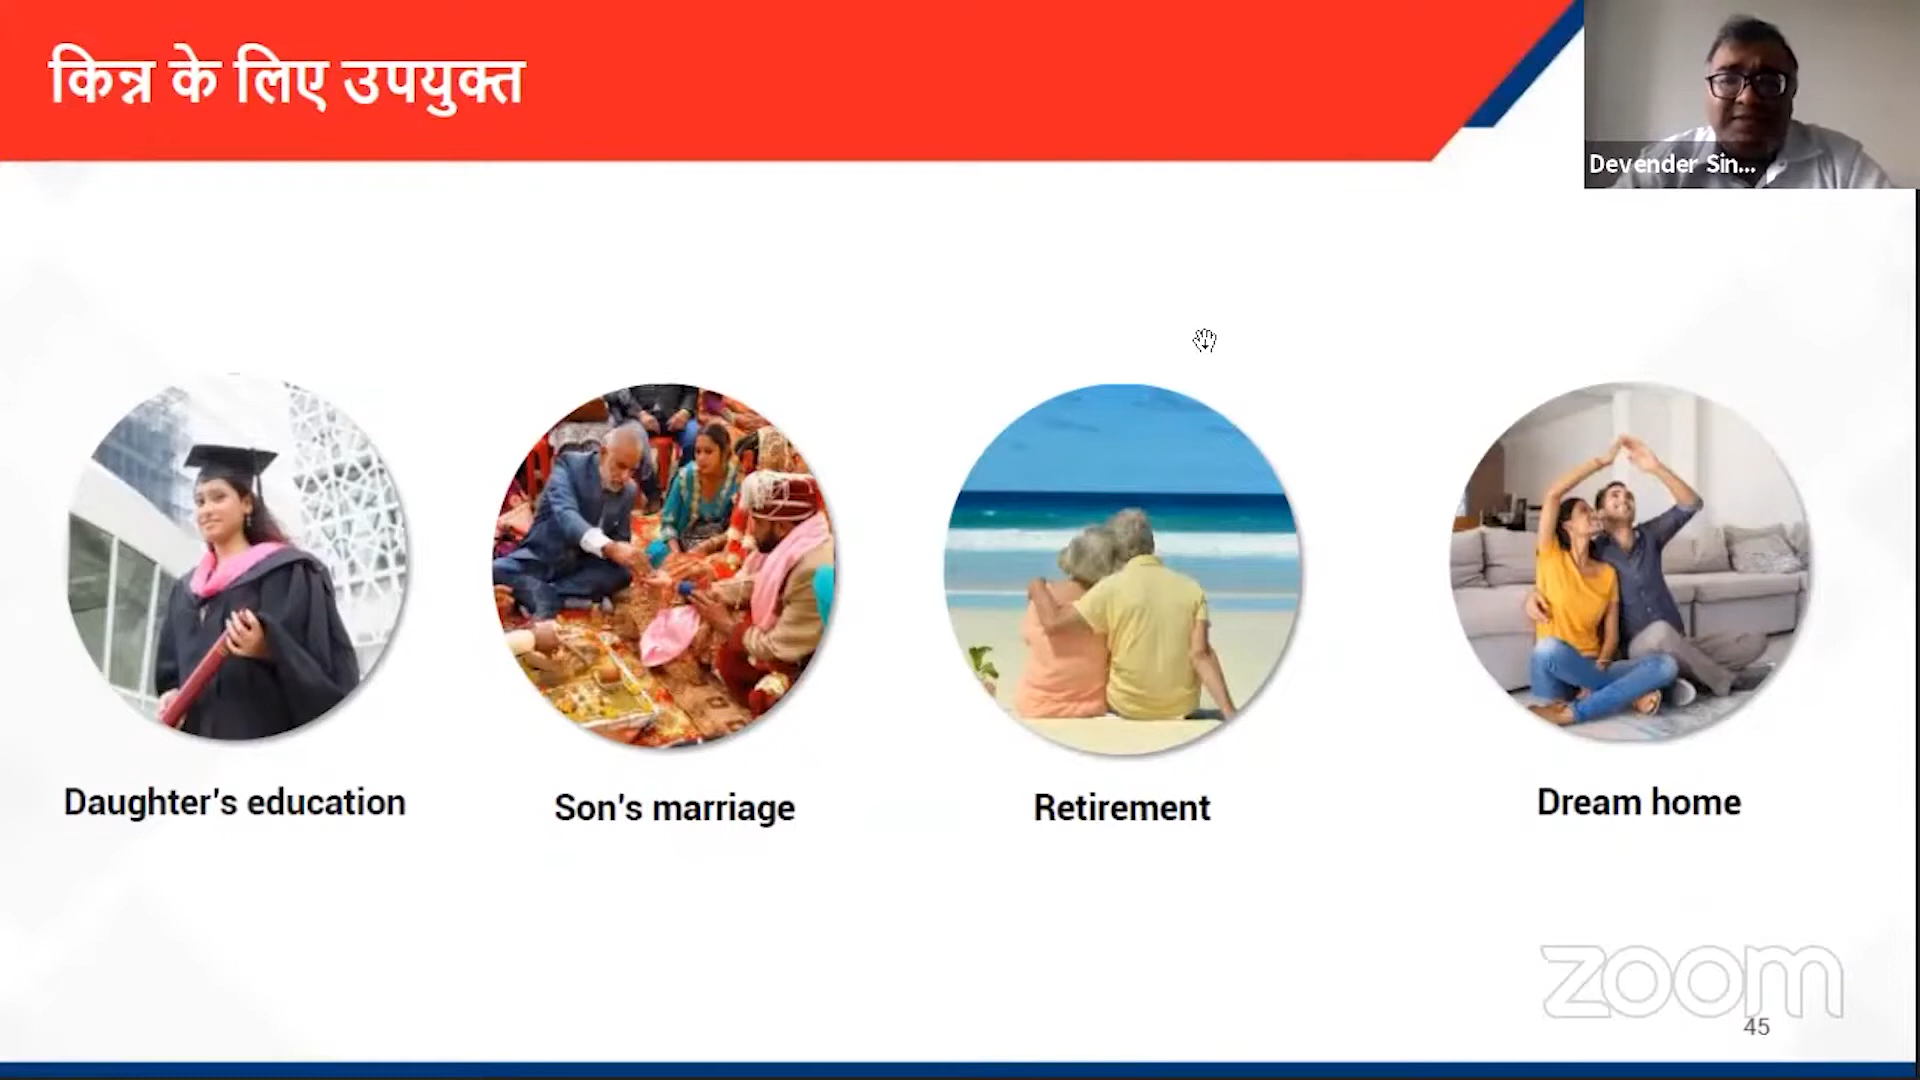 किन्न के लिए उपयुक्त
Devender Sin...
Daughter's education
Son's marriage
Retirement
Dream home
zoom
45